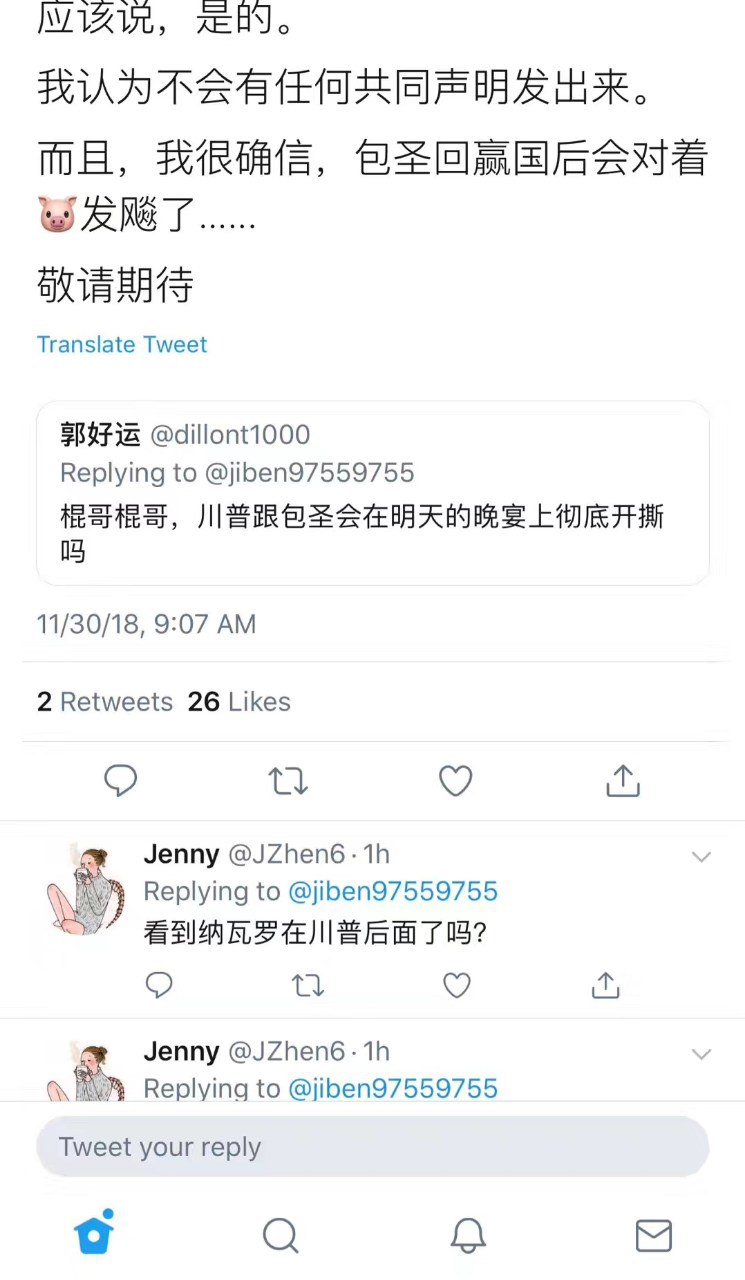 应该说，是的。
我认为不会有任何共同声明发出来。
而且，我很确信，包圣回赢国后会对着
🐷发飚了……
敬请期待
Translate Tweet
郭好运 @dillont1000
Replying to @jiben97559755
棍哥棍哥，川普跟包圣会在明天的晚宴上彻底开撕
吗
11/30/18, 9:07 AM
2 Retweets 26 Likes
Jenny @JZhen6 · 1h
Replying to @jiben97559755
看到纳瓦罗在川普后面了吗?
Jenny @JZhen6 · 1h
Replying to @jiben97559755
Tweet your reply